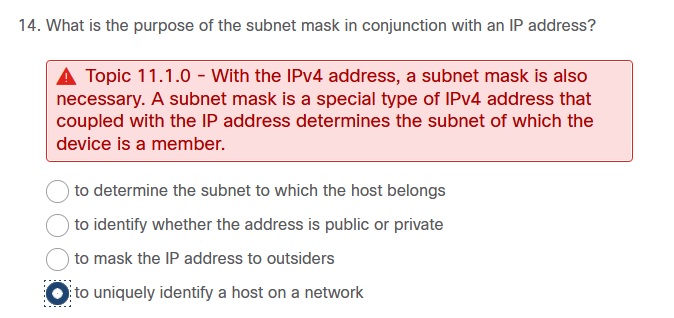 14. What is the purpose of the subnet mask in conjunction with an IP address?
Topic 11.1.0 - With the IPv4 address, a subnet mask is also
necessary. A subnet mask is a special type of IPv4 address that
coupled with the IP address determines the subnet of which the
device is a member.
to determine the subnet to which the host belongs
to identify whether the address is public or private
to mask the IP address to outsiders
to uniquely identify a host on a network